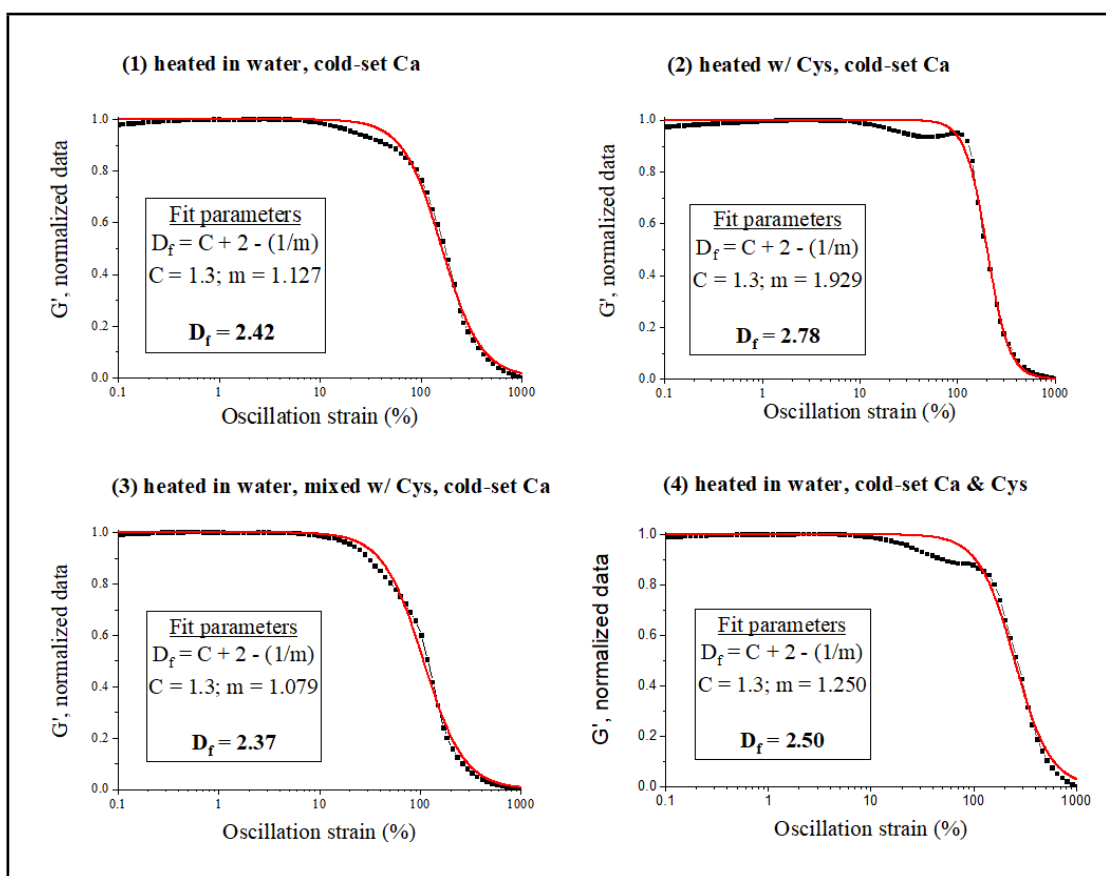 (1) heated in water, cold-set Ca
G', normalized data
1.0
0.8
0.6
0.4
0.2
0.0
Fit parameters
D_f = C + 2 - (1/m)
C = 1.3; m = 1.127
D_f = 2.42
0.1 1 10 100 1000
Oscillation strain (%)
(2) heated w/ Cys, cold-set Ca
G', normalized data
1.0
0.8
0.6
0.4
0.2
0.0
Fit parameters
D_f = C + 2 - (1/m)
C = 1.3; m = 1.929
D_f = 2.78
0.1 1 10 100 1000
Oscillation strain (%)
(3) heated in water, mixed w/ Cys, cold-set Ca
G', normalized data
1.0
0.8
0.6
0.4
0.2
0.0
Fit parameters
D_f = C + 2 - (1/m)
C = 1.3; m = 1.079
D_f = 2.37
0.1 1 10 100 1000
Oscillation strain (%)
(4) heated in water, cold-set Ca & Cys
G', normalized data
1.0
0.8
0.6
0.4
0.2
0.0
Fit parameters
D_f = C + 2 - (1/m)
C = 1.3; m = 1.250
D_f = 2.50
0.1 1 10 100 1000
Oscillation strain (%)